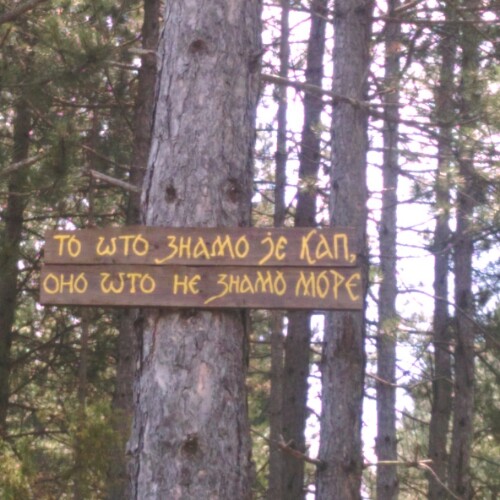 ТО ШТО ЗНАМО ЈЕ КАП,
ОНО ШТО НЕ ЗНАМО МОРЕ